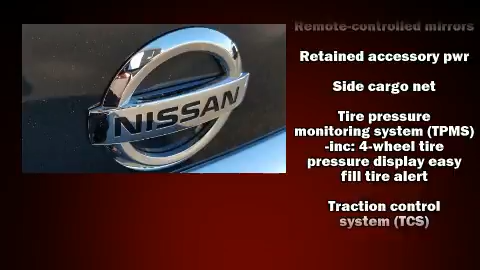 NISSAN
Remote-controlled mirrors
Retained accessory pwr
Side cargo net
Tire pressure
monitoring system (TPMS)
-inc: 4-wheel tire
pressure display easy
fill tire alert
Traction control
system (TCS)